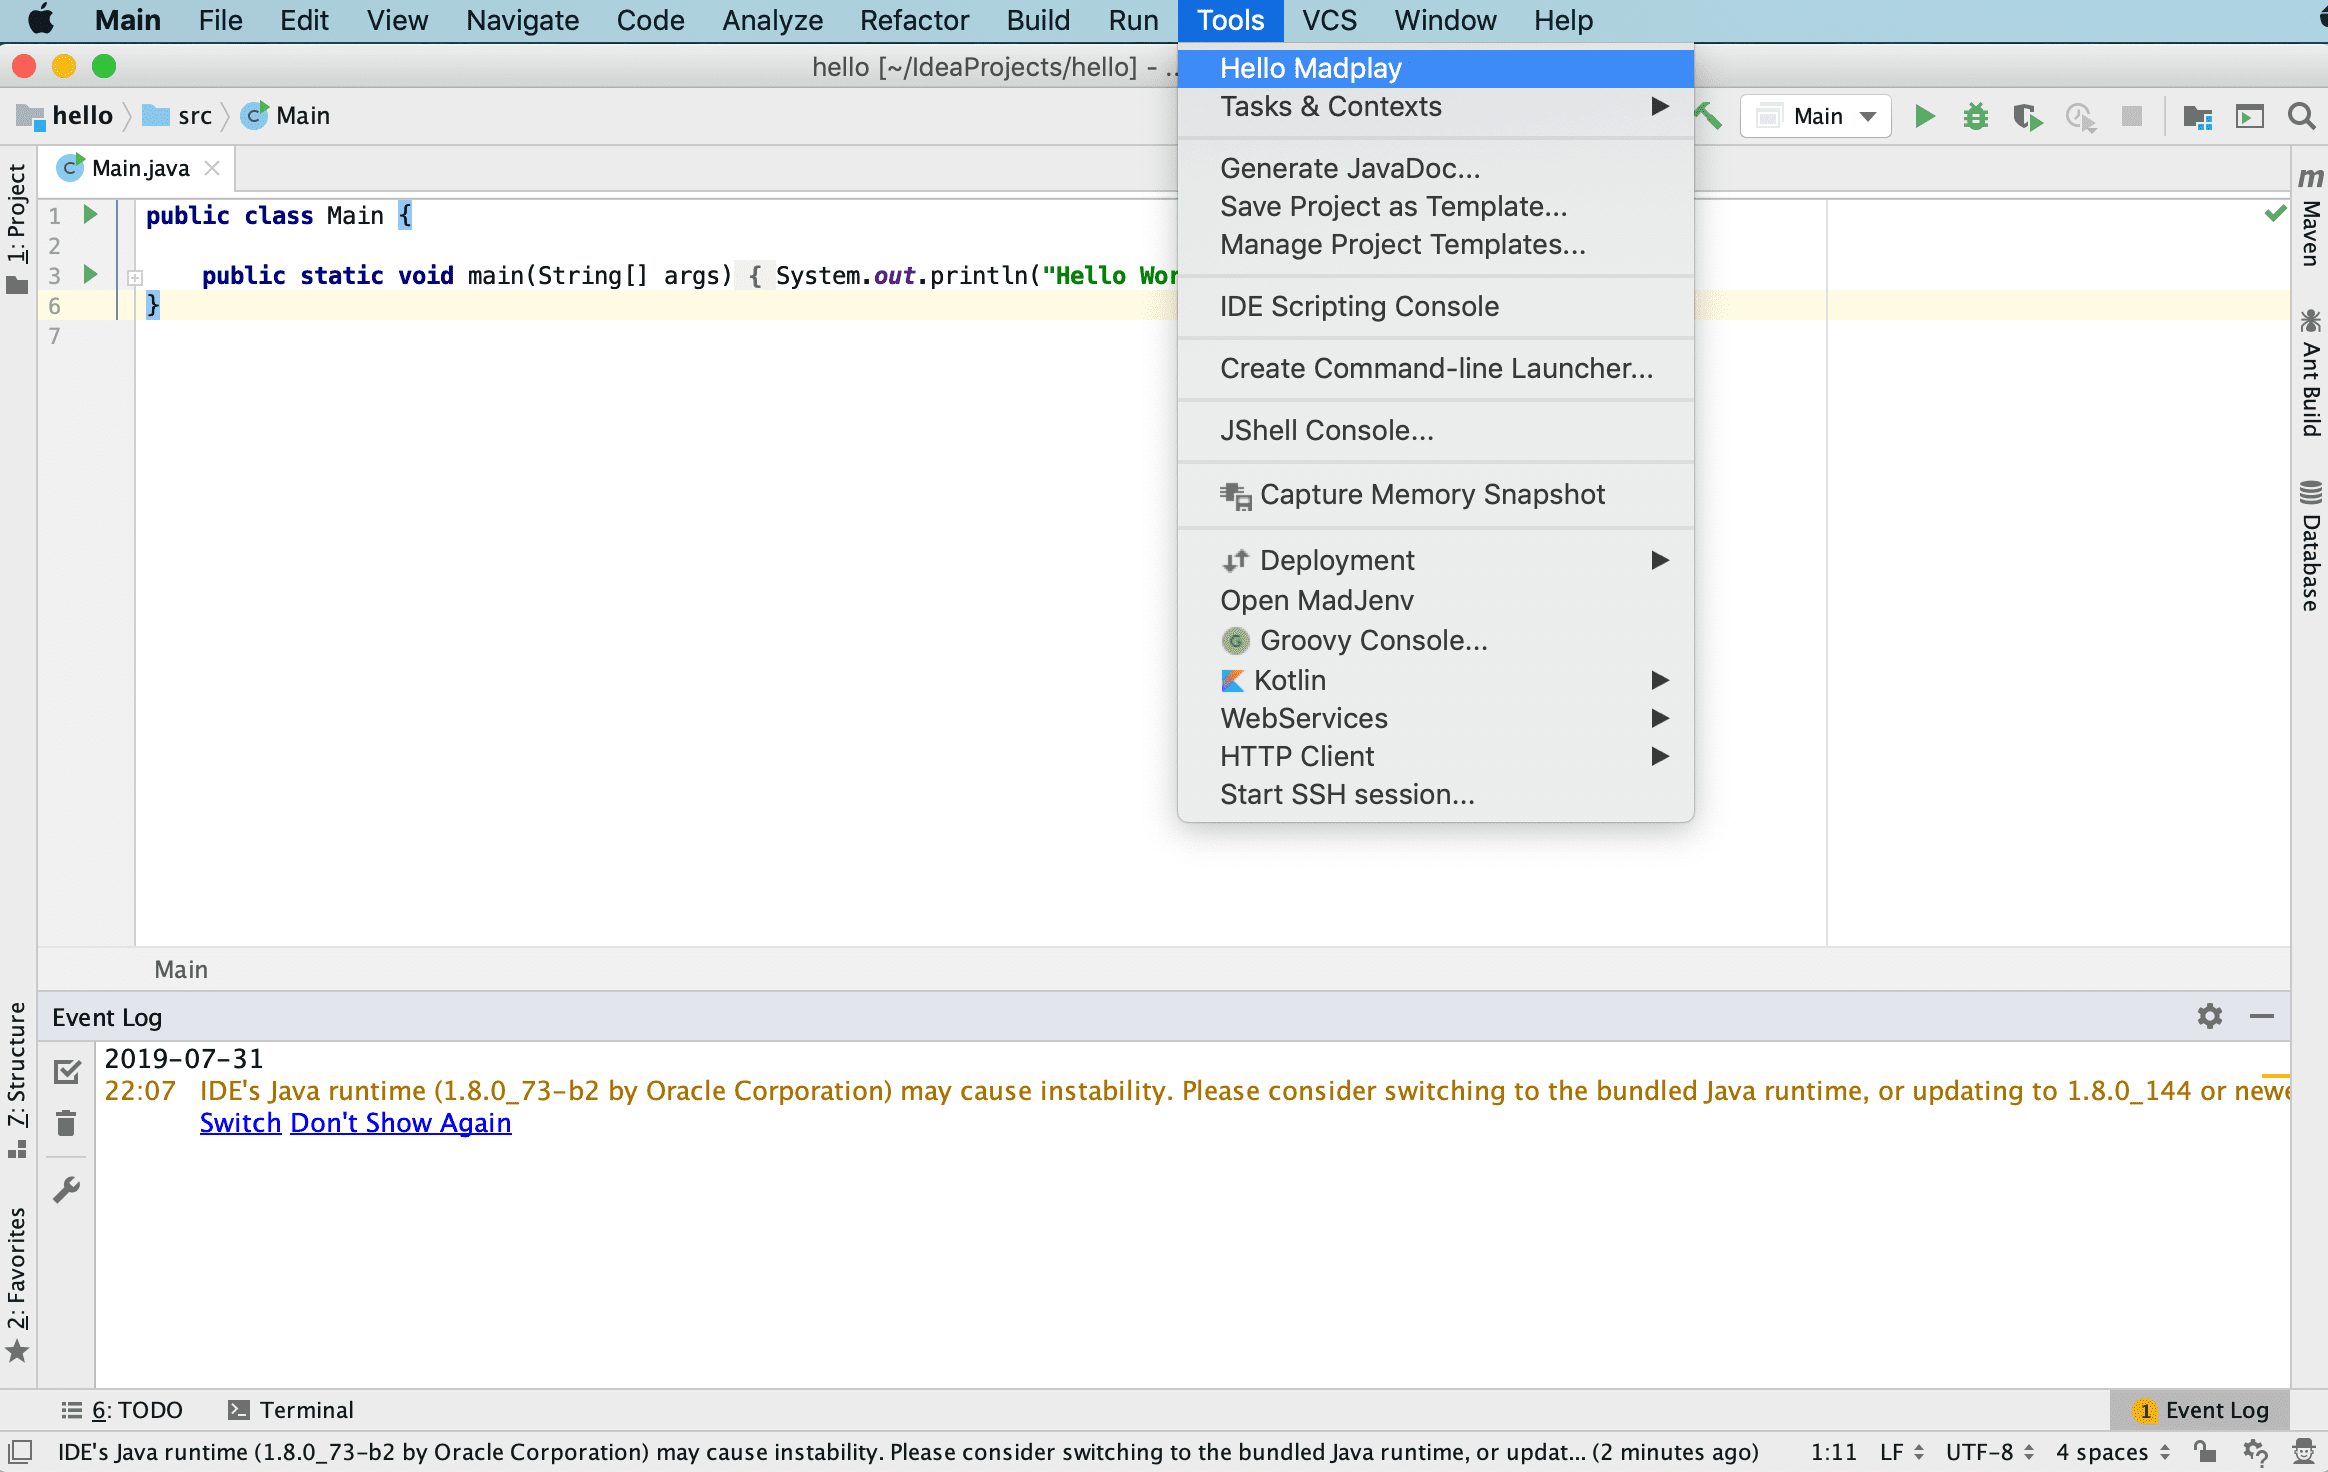 Main File Edit View Navigate Code Analyze Refactor Build Run Tools VCS Window Help
hello [~/IdeaProjects/hello] - ..
hello src Main
Main
Main.java
1: Project
7: Structure
2: Favorites
1 public class Main {
2
3 public static void main(String[] args) { System.out.println("Hello Wor
6 }
7
Hello Madplay
Tasks & Contexts
Generate JavaDoc...
Save Project as Template...
Manage Project Templates...
IDE Scripting Console
Create Command-line Launcher...
JShell Console...
Capture Memory Snapshot
Deployment
Open MadJenv
Groovy Console...
Kotlin
WebServices
HTTP Client
Start SSH session...
m Maven
Ant Build
Database
Main
Event Log
2019-07-31
22:07 IDE's Java runtime (1.8.0_73-b2 by Oracle Corporation) may cause instability. Please consider switching to the bundled Java runtime, or updating to 1.8.0_144 or newe
Switch Don't Show Again
6: TODO Terminal
1 Event Log
IDE's Java runtime (1.8.0_73-b2 by Oracle Corporation) may cause instability. Please consider switching to the bundled Java runtime, or updat... (2 minutes ago) 1:11 LF UTF-8 4 spaces